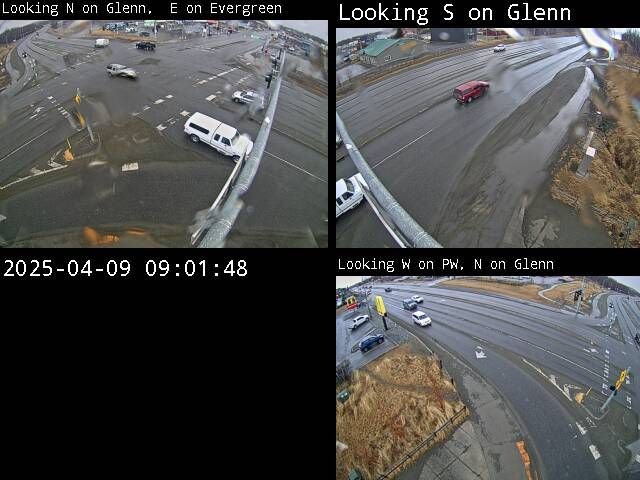 Looking N on Glenn, E on Evergreen
Looking S on Glenn
2025-04-09 09:01:48
Looking W on PW, N on Glenn